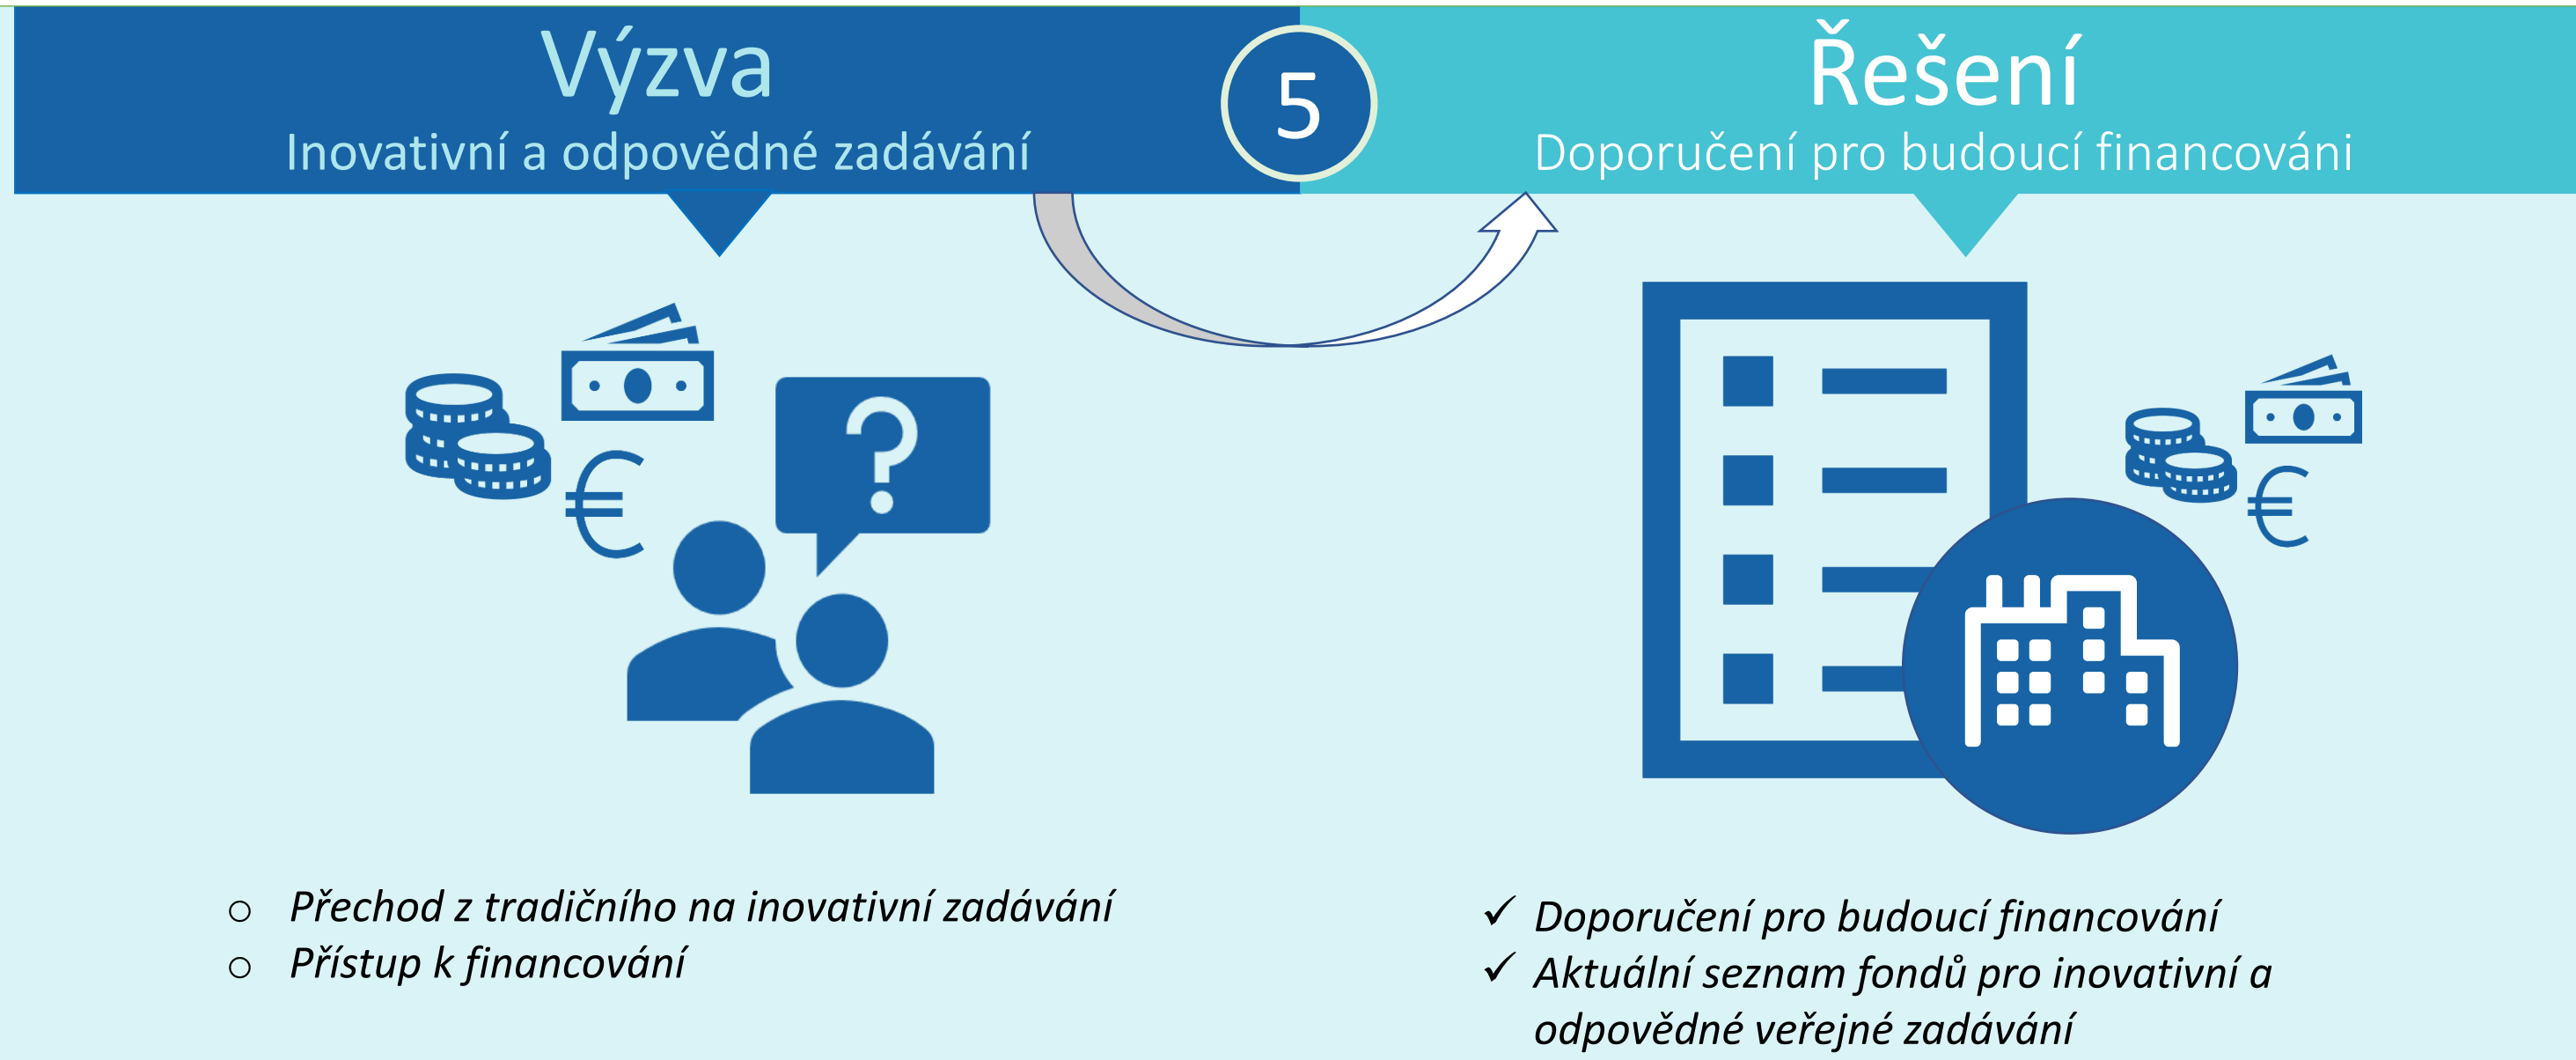 Výzva
Inovativní a odpovědné zadávání
5
Řešení
Doporučení pro budoucí financováni
€
?
o Přechod z tradičního na inovativní zadávání
o Přístup k financování
€
✓ Doporučení pro budoucí financování
✓ Aktuální seznam fondů pro inovativní a
odpovědné veřejné zadávání